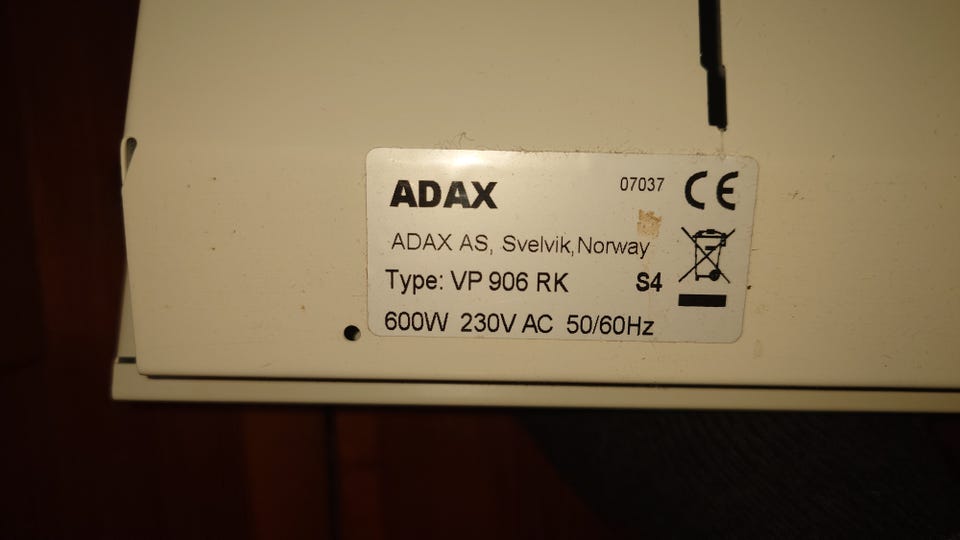 ADAX 07037 CE
ADAX AS, Svelvik,Norway
Type: VP 906 RK S4
600W 230V AC 50/60Hz